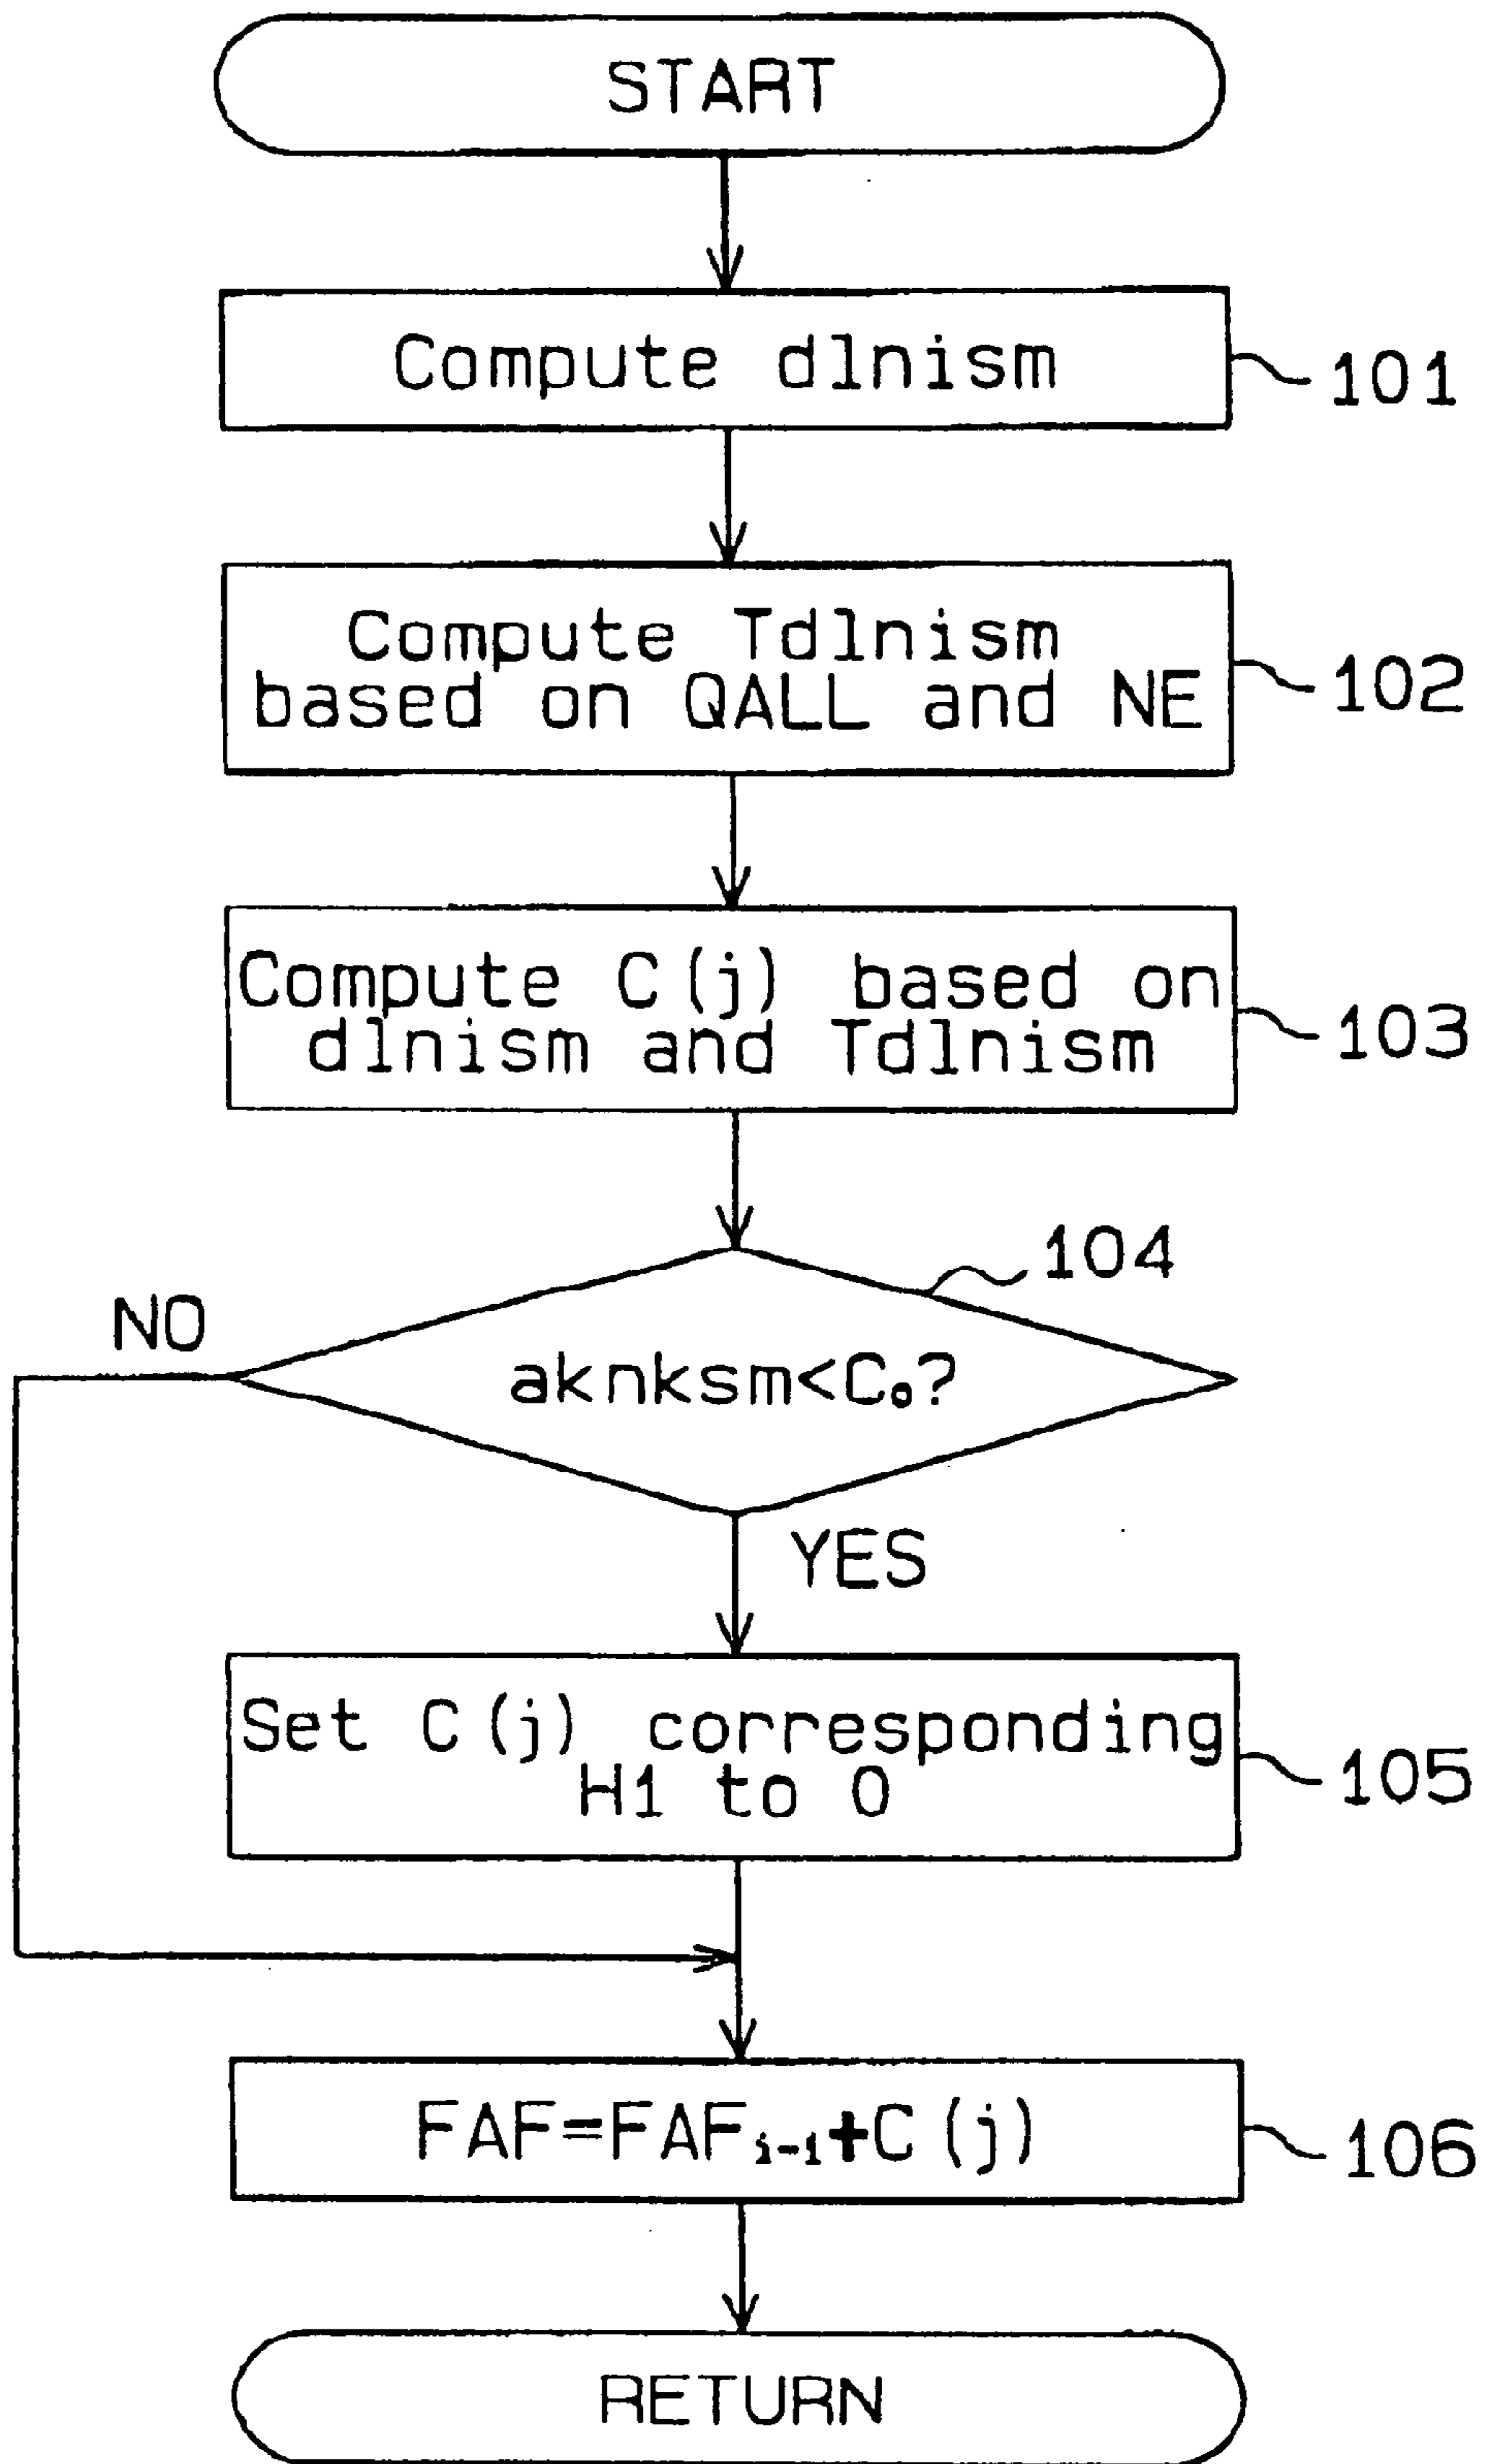 START
Compute dlnism
101
Compute Tdlnism
based on QALL and NE
102
Compute C(j) based on
dlnism and Tdlnism
103
104
NO
aknksm<C₀?
YES
Set C(j) corresponding
H1 to 0
105
FAF=FAFᵢ₋₁+C(j)
106
RETURN